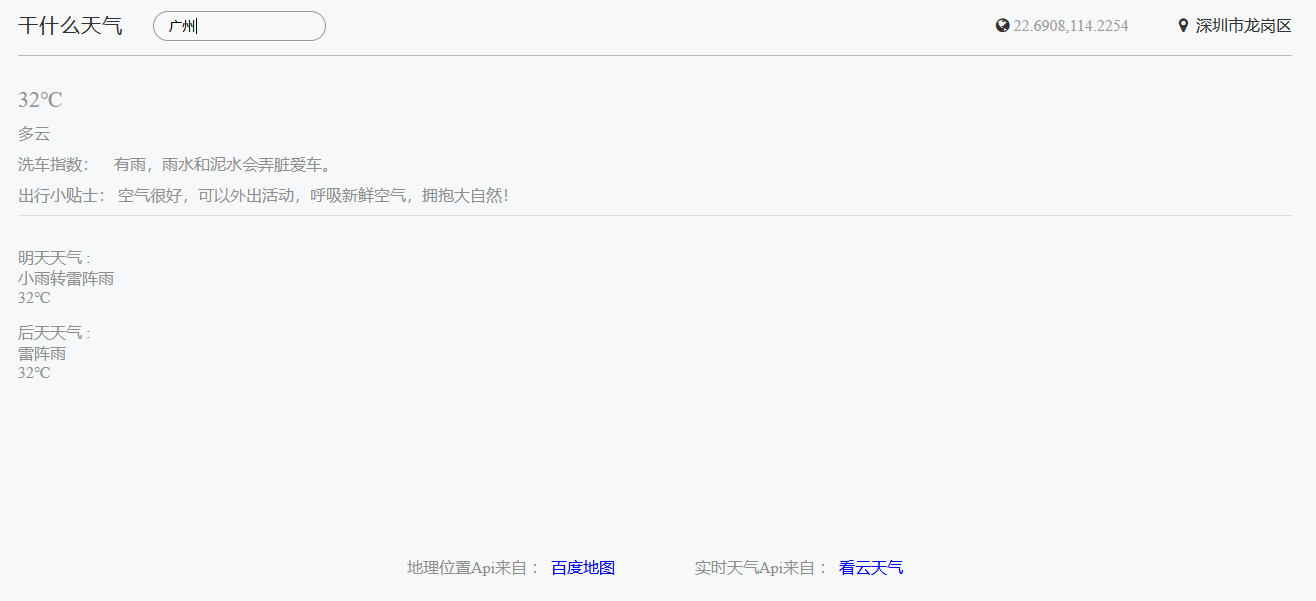 干什么天气 广州 22.6908,114.2254 深圳市龙岗区
32℃
多云
洗车指数： 有雨，雨水和泥水会弄脏爱车。
出行小贴士： 空气很好，可以外出活动，呼吸新鲜空气，拥抱大自然！
明天天气 :
小雨转雷阵雨
32℃
后天天气 :
雷阵雨
32℃
地理位置Api来自： 百度地图 实时天气Api来自： 看云天气